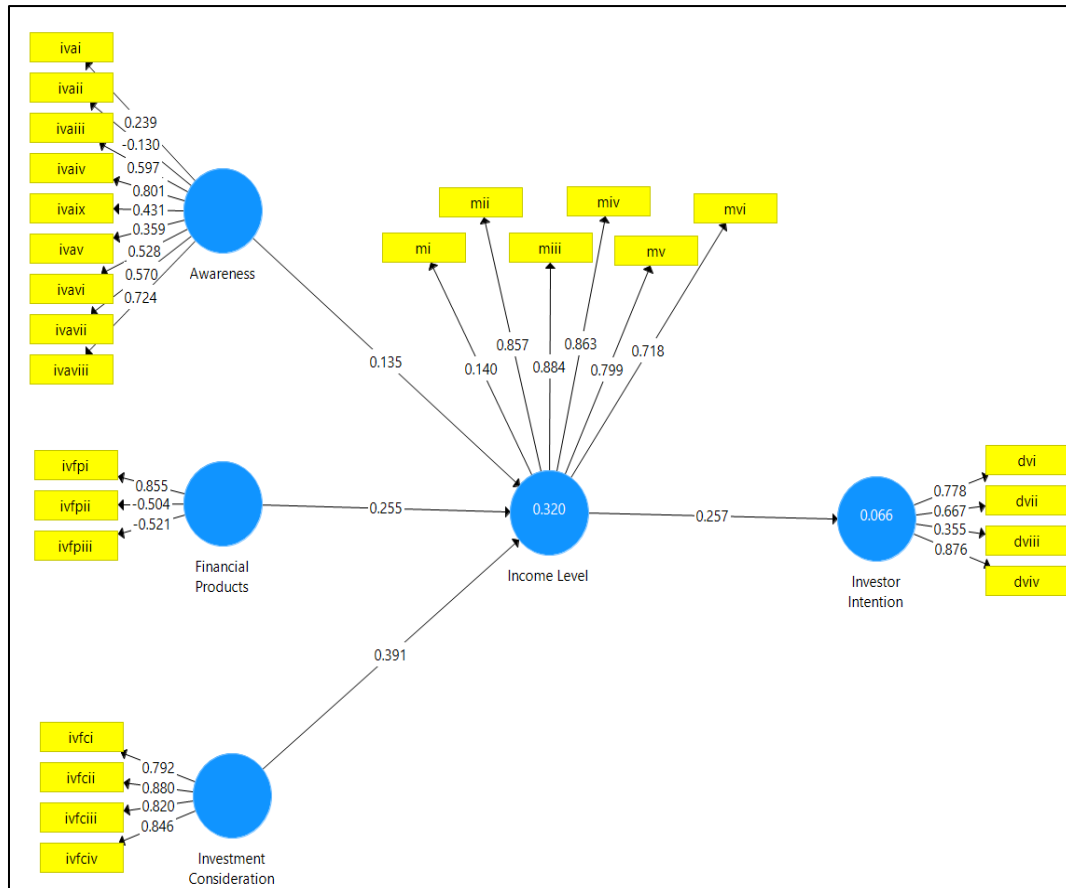 ivai
ivaii
ivaiii
ivaiv
ivaix
ivav
ivavi
ivavii
ivaviii
0.239
-0.130
0.597
0.801
0.431
0.359
0.528
0.570
0.724
Awareness
mi
mii
miii
miv
mv
mvi
0.140
0.857
0.884
0.863
0.799
0.718
0.135
ivfpi
ivfpii
ivfpiii
0.855
-0.504
-0.521
Financial
Products
0.255
0.320
Income Level
0.257
0.066
Investor
Intention
0.778
0.667
0.355
0.876
dvi
dvii
dviii
dviv
0.391
ivfci
ivfcii
ivfciii
ivfciv
0.792
0.880
0.820
0.846
Investment
Consideration